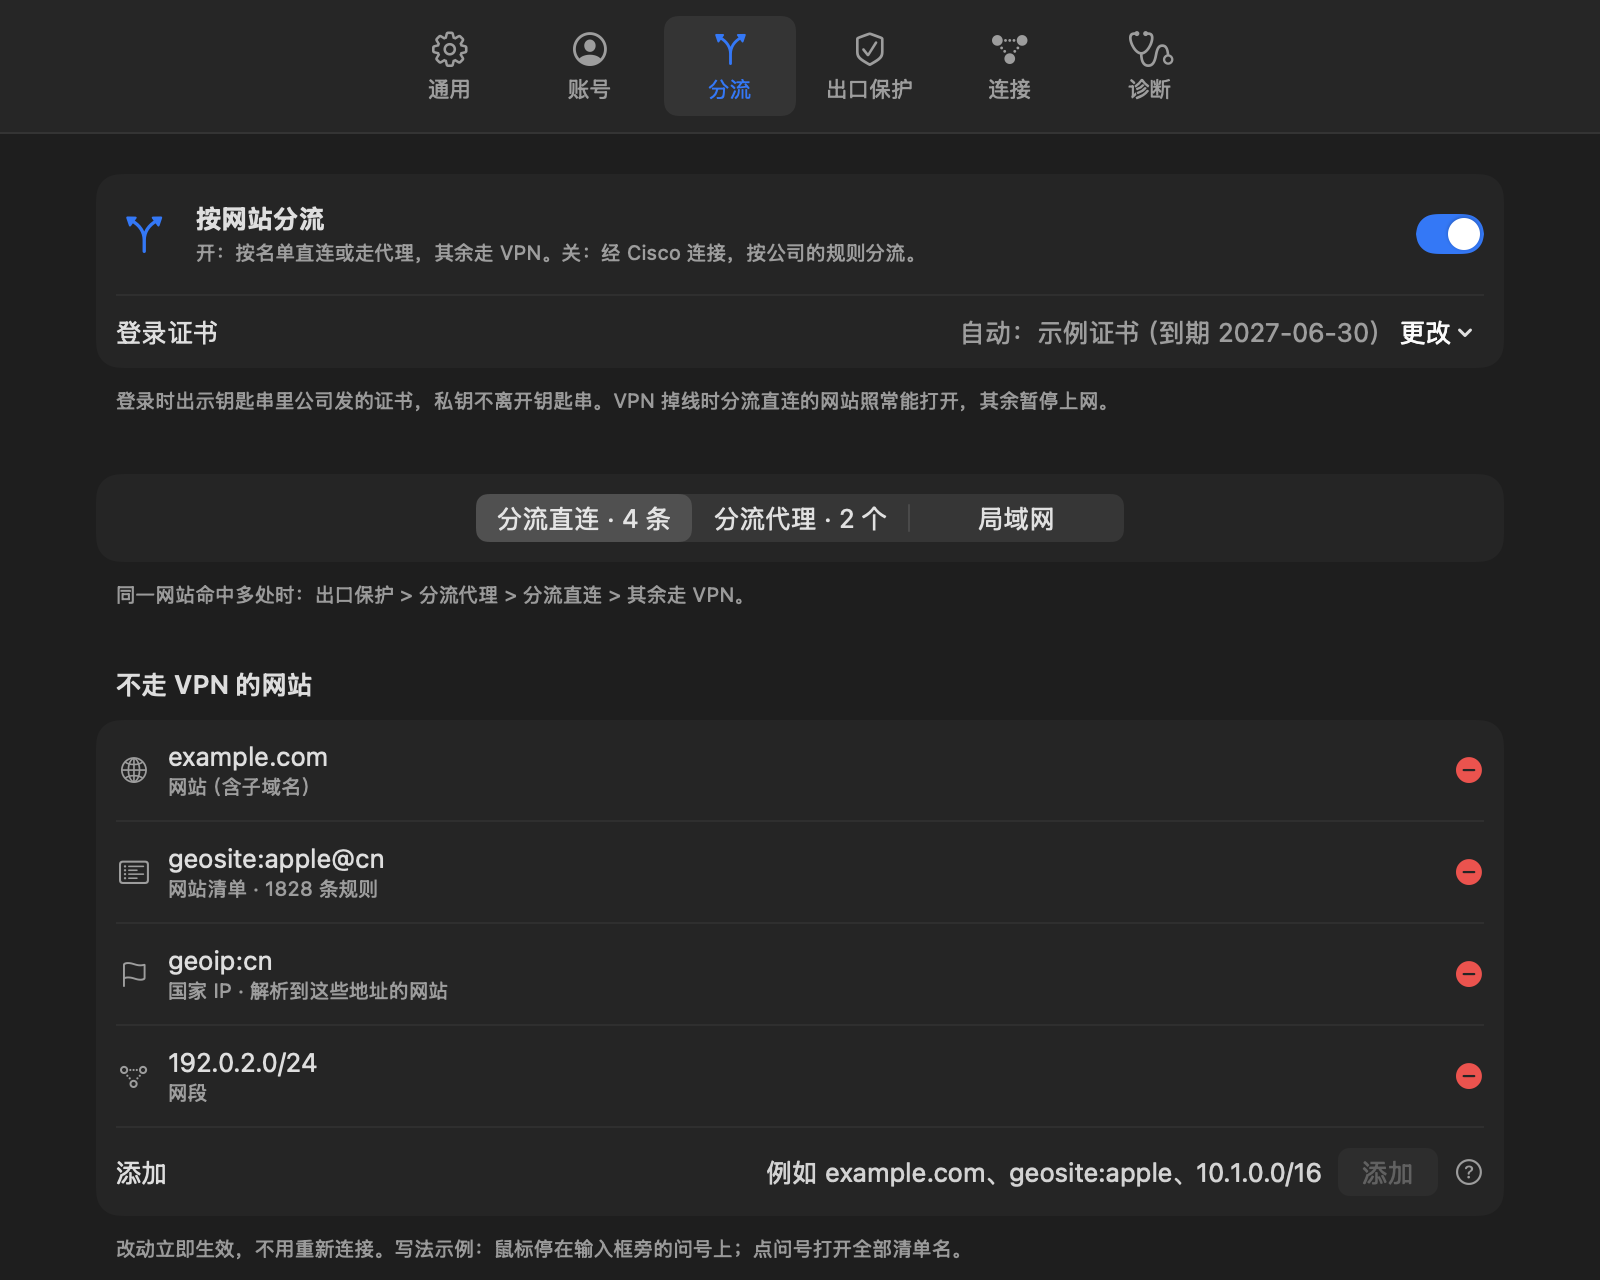 通用
账号
分流
出口保护
连接
诊断
按网站分流
开：按名单直连或走代理，其余走 VPN。关：经 Cisco 连接，按公司的规则分流。
登录证书
自动：示例证书（到期 2027-06-30） 更改
登录时出示钥匙串里公司发的证书，私钥不离开钥匙串。VPN 掉线时分流直连的网站照常能打开，其余暂停上网。
分流直连 · 4 条
分流代理 · 2 个
局域网
同一网站命中多处时：出口保护 > 分流代理 > 分流直连 > 其余走 VPN。
不走 VPN 的网站
example.com
网站（含子域名）
geosite:apple@cn
网站清单 · 1828 条规则
geoip:cn
国家 IP · 解析到这些地址的网站
192.0.2.0/24
网段
添加
例如 example.com、geosite:apple、10.1.0.0/16
添加
?
改动立即生效，不用重新连接。写法示例：鼠标停在输入框旁的问号上；点问号打开全部清单名。